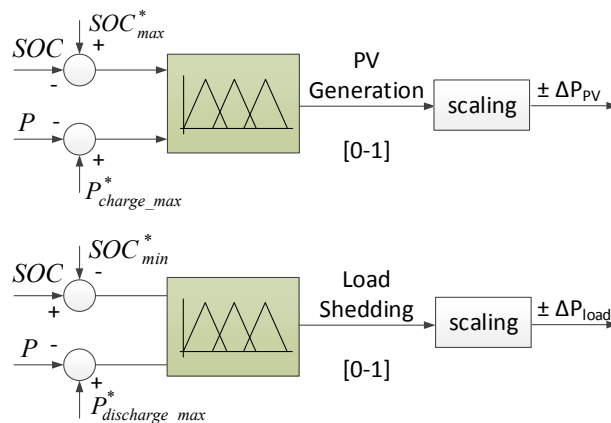 SOC*max
SOC
+
-
PV
Generation
scaling
± ΔPPV
P
-
+
[0-1]
P*charge_max
SOC*min
SOC
-
+
Load
Shedding
scaling
± ΔPload
P
-
+
[0-1]
P*discharge_max